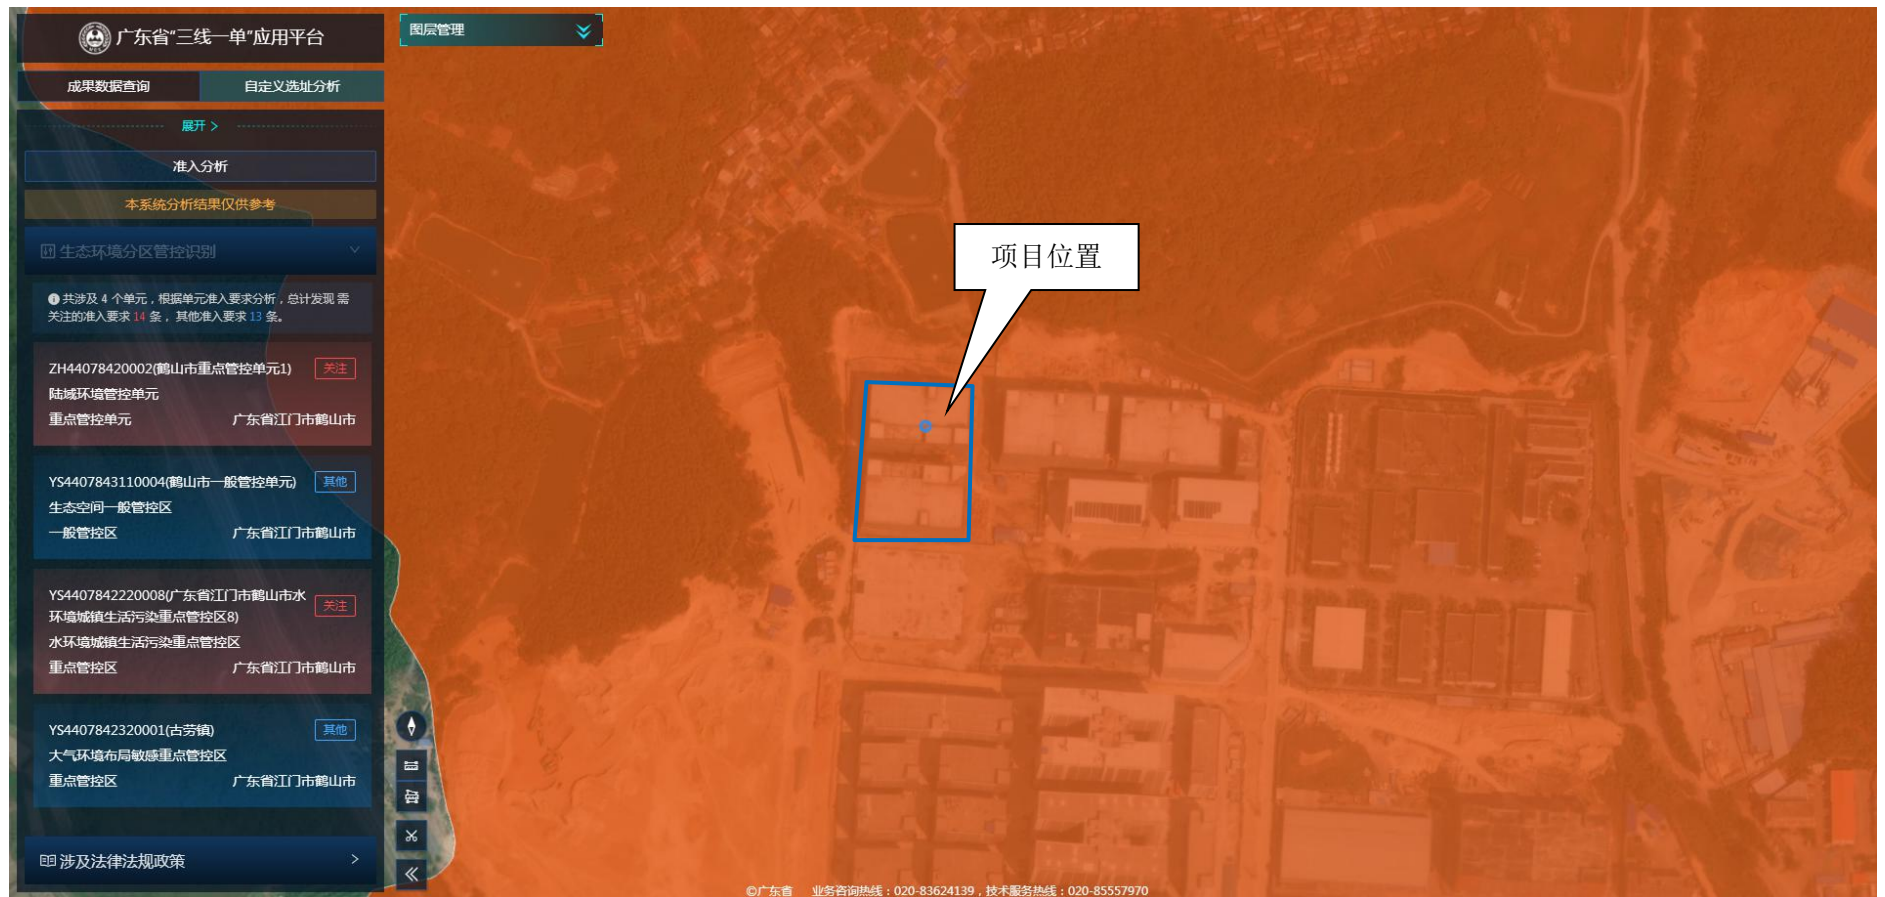 广东省“三线一单”应用平台
图层管理
成果数据查询
自定义选址分析
展开 >
准入分析
本系统分析结果仅供参考
生态环境分区管控识别
共涉及 4 个单元，根据单元准入要求分析，总计发现 需
关注的准入要求 14 条， 其他准入要求 13 条。
ZH44078420002(鹤山市重点管控单元1)
关注
陆域环境管控单元
重点管控单元
广东省江门市鹤山市
YS4407843110004(鹤山市一般管控单元)
其他
生态空间一般管控区
一般管控区
广东省江门市鹤山市
YS4407842220008(广东省江门市鹤山市水
环境城镇生活污染重点管控区8)
关注
水环境城镇生活污染重点管控区
重点管控区
广东省江门市鹤山市
YS4407842320001(古劳镇)
其他
大气环境布局敏感重点管控区
重点管控区
广东省江门市鹤山市
涉及法律法规政策
项目位置
©广东省 业务咨询热线：020-83624139，技术服务热线：020-85557970